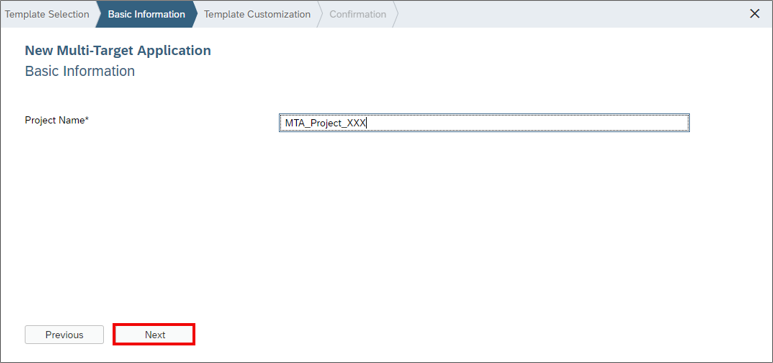 Template Selection Basic Information Template Customization Confirmation
New Multi-Target Application
Basic Information
Project Name* MTA_Project_XXX
Previous Next